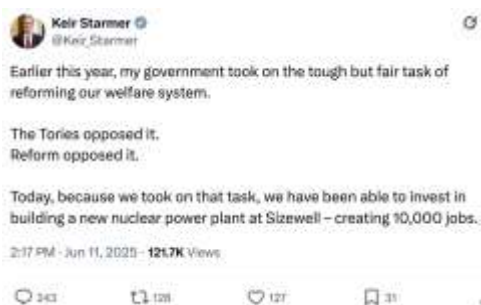 Keir Starmer
@Keir_Starmer
Earlier this year, my government took on the tough but fair task of
reforming our welfare system.
The Tories opposed it.
Reform opposed it.
Today, because we took on that task, we have been able to invest in
building a new nuclear power plant at Sizewell – creating 10,000 jobs.
2:17 PM · Jun 11, 2025 · 121.7K Views
343 128 127 31